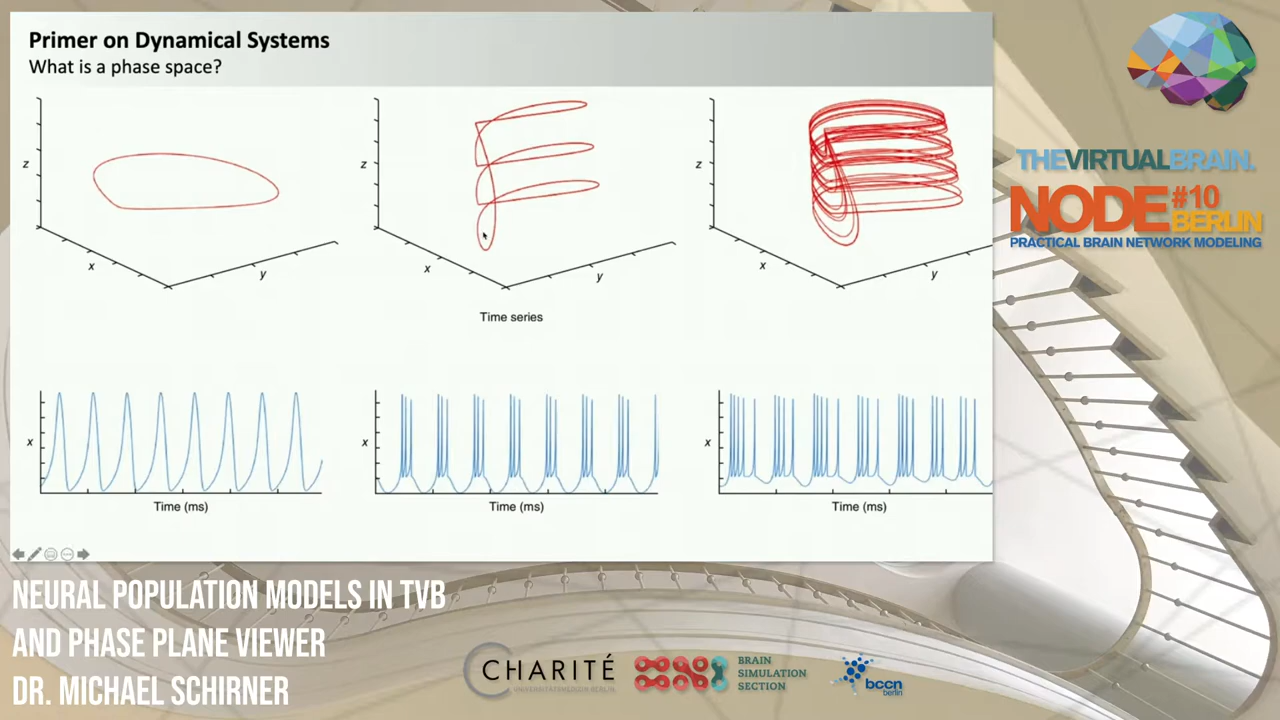 Primer on Dynamical Systems
What is a phase space?
z
x
y
z
x
y
z
x
y
Time series
x
Time (ms)
x
Time (ms)
x
Time (ms)
THEVIRTUALBRAIN.
NODE #10
BERLIN
PRACTICAL BRAIN NETWORK MODELING
NEURAL POPULATION MODELS IN TVB
AND PHASE PLANE VIEWER
DR. MICHAEL SCHIRNER
CHARITÉ
UNIVERSITÄTSMEDIZIN BERLIN
BRAIN
SIMULATION
SECTION
bccn
berlin